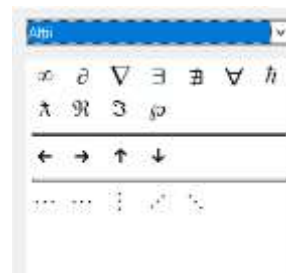 Altri
∞ ∂ ∇ ∃ ∄ ∀ ℏ
ƛ ℜ ℑ ℘
← → ↑ ↓
… ⋯ ⋮ ⋰ ⋱